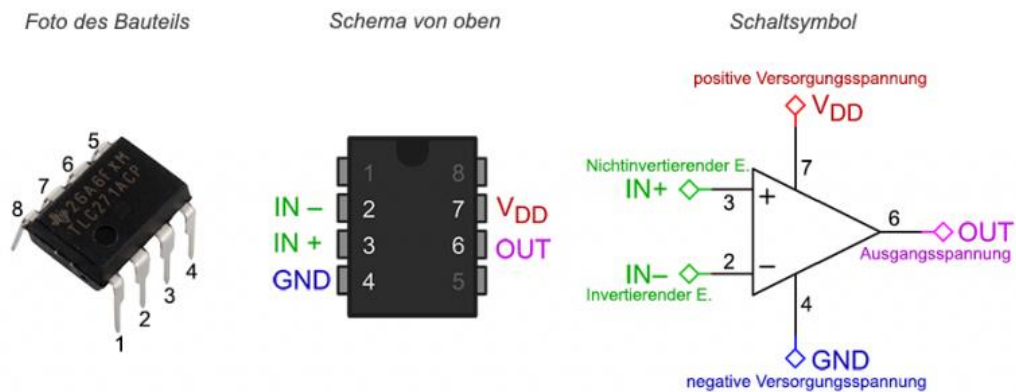 Foto des Bauteils
Schema von oben
Schaltsymbol
5
6
7
8
26A6FXM
TLC271ACP
4
3
2
1
1 8
IN – 2 7 VDD
IN + 3 6 OUT
GND 4 5
positive Versorgungsspannung
VDD
7
Nichtinvertierender E.
IN+ 3 +
6 OUT
Ausgangsspannung
IN– 2 –
Invertierender E.
4
GND
negative Versorgungsspannung